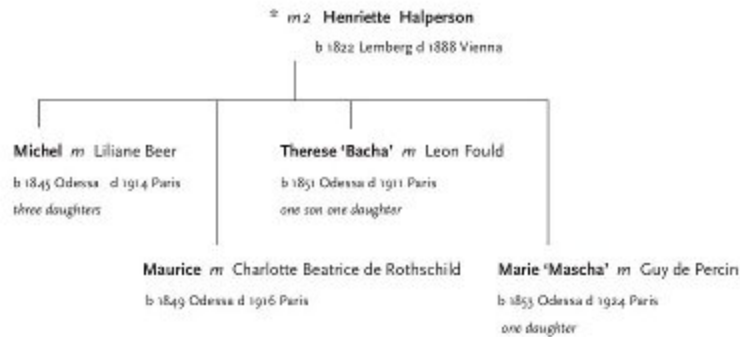 * m2 Henriette Halperson
b 1822 Lemberg d 1888 Vienna
Michel m Liliane Beer
b 1845 Odessa d 1914 Paris
three daughters
Therese ‘Bacha’ m Leon Fould
b 1851 Odessa d 1911 Paris
one son one daughter
Maurice m Charlotte Beatrice de Rothschild
b 1849 Odessa d 1916 Paris
Marie ‘Mascha’ m Guy de Percin
b 1853 Odessa d 1924 Paris
one daughter